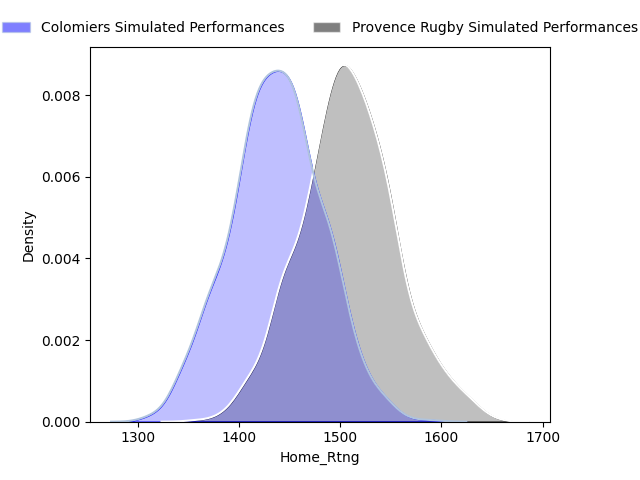 Colomiers Simulated Performances
Provence Rugby Simulated Performances
0.008
0.006
0.004
0.002
0.000
Density
1300
1400
1500
1600
1700
Home_Rtng